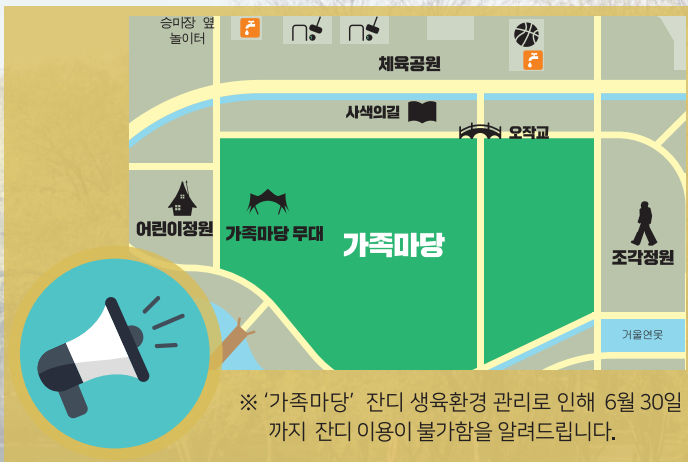 승마장 옆
놀이터
체육공원
사색의길
오작교
어린이정원
가족마당 무대
가족마당
조각정원
거울연못
※ '가족마당' 잔디 생육환경 관리로 인해 6월 30일
까지 잔디 이용이 불가함을 알려드립니다.